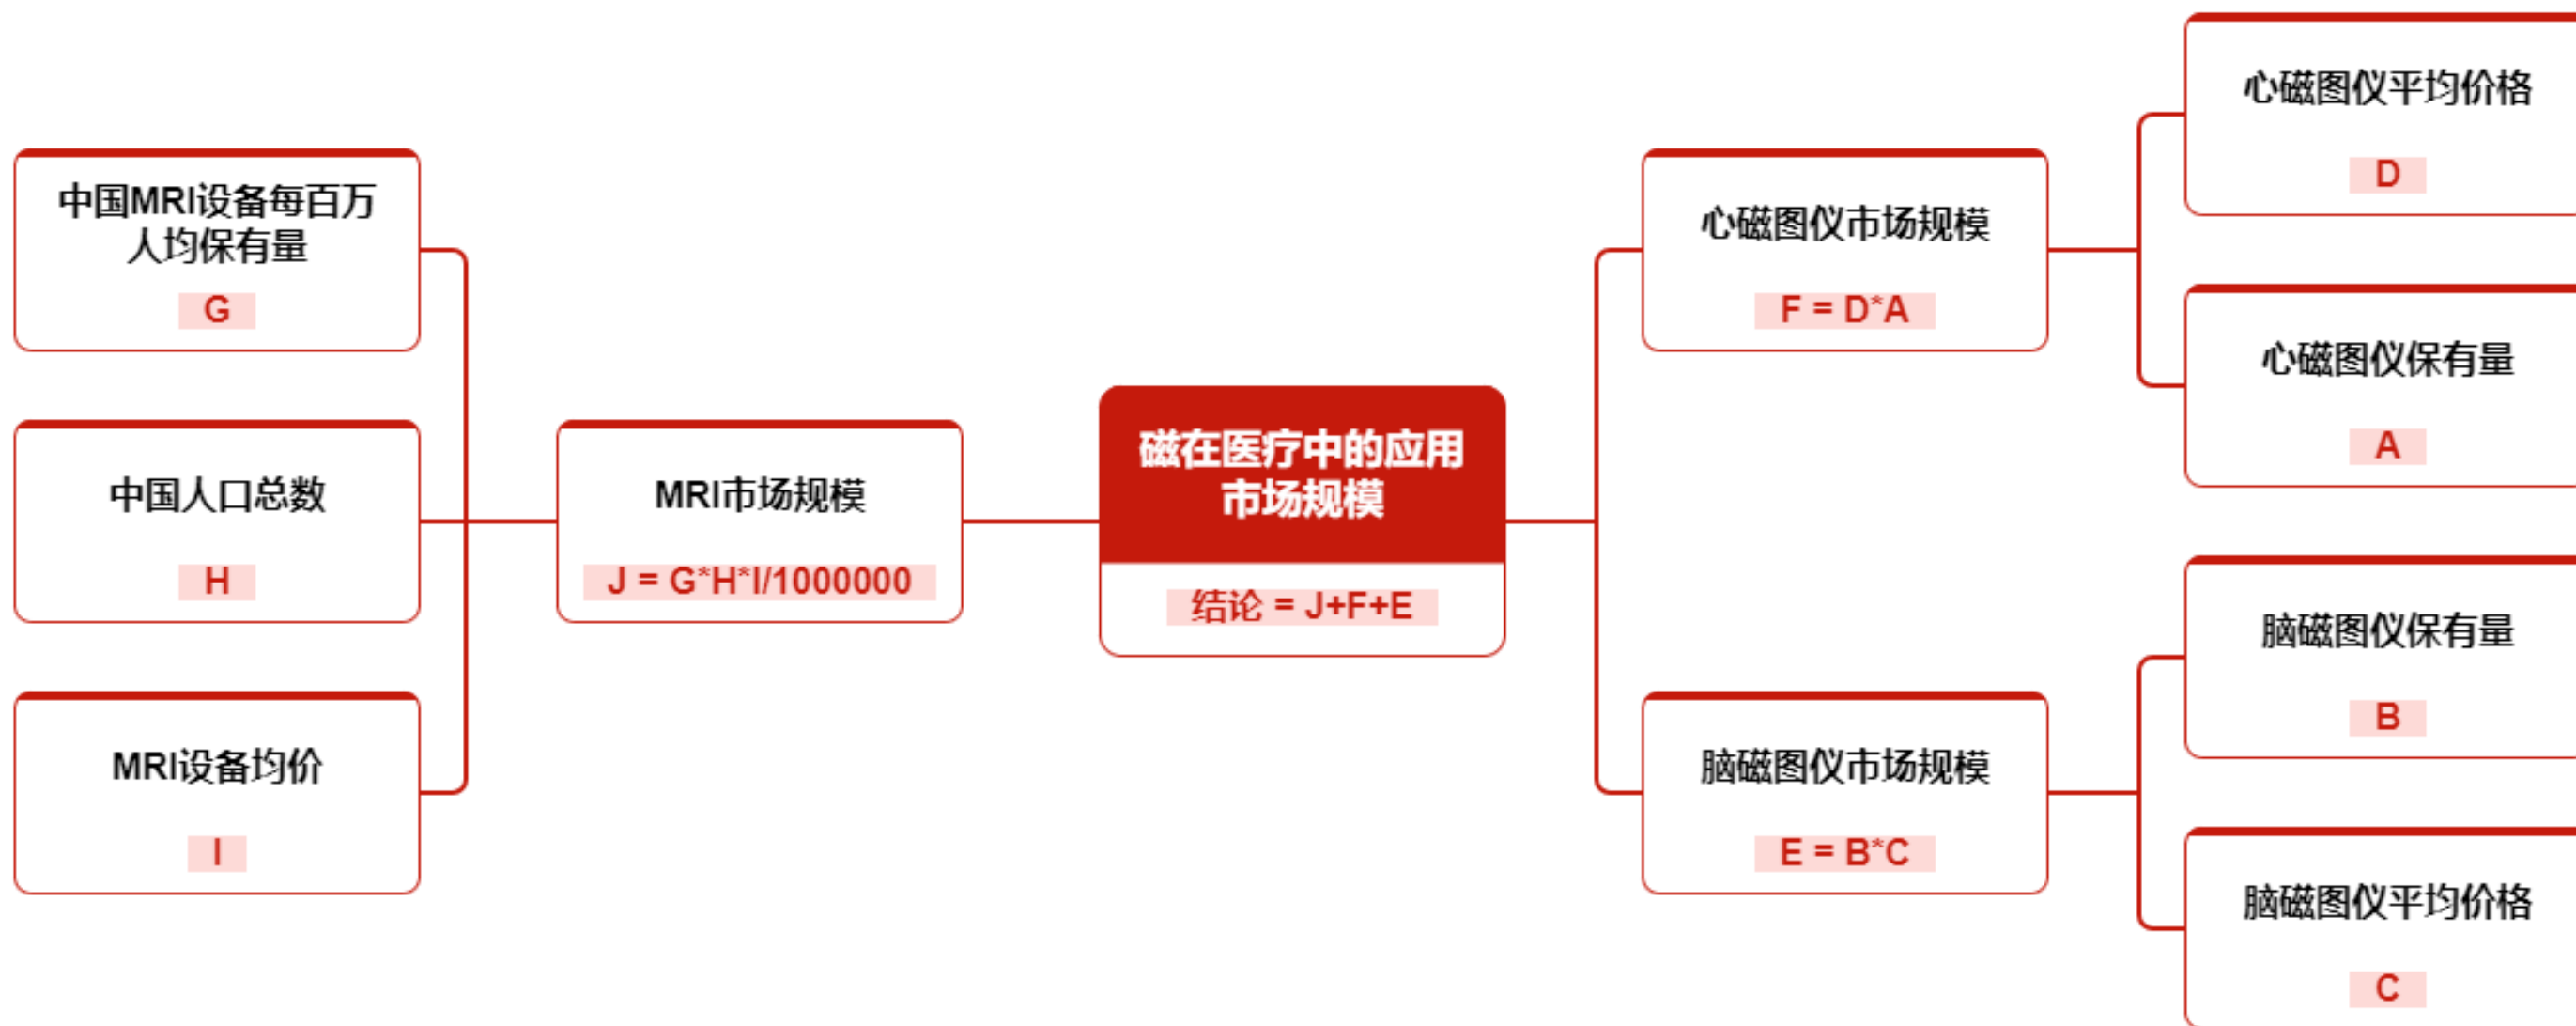 中国MRI设备每百万
人均保有量
G
中国人口总数
H
MRI设备均价
I
MRI市场规模
J = G*H*I/1000000
磁在医疗中的应用
市场规模
结论 = J+F+E
心磁图仪市场规模
F = D*A
脑磁图仪市场规模
E = B*C
心磁图仪平均价格
D
心磁图仪保有量
A
脑磁图仪保有量
B
脑磁图仪平均价格
C